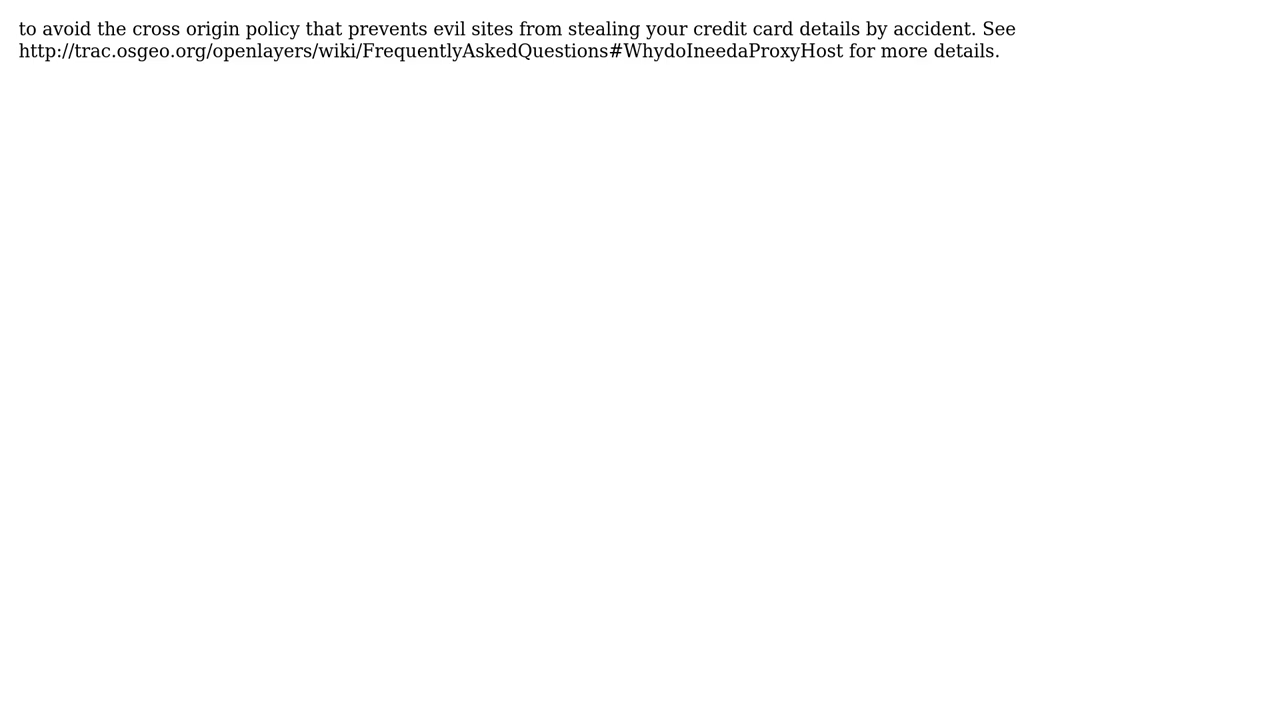 to avoid the cross origin policy that prevents evil sites from stealing your credit card details by accident. See
http://trac.osgeo.org/openlayers/wiki/FrequentlyAskedQuestions#WhydoIneedaProxyHost for more details.